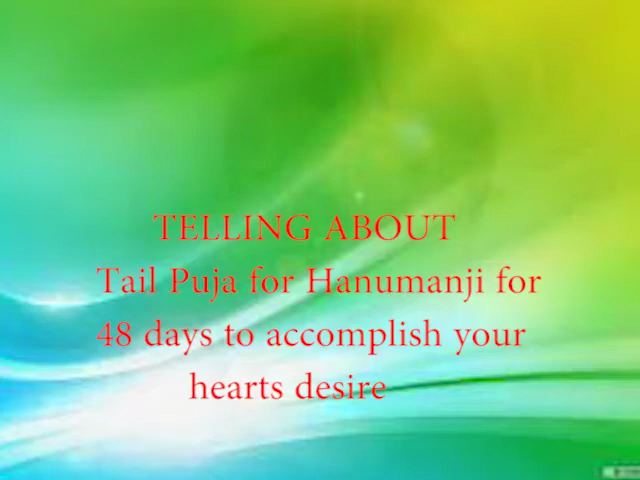 TELLING ABOUT
Tail Puja for Hanumanji for
48 days to accomplish your
hearts desire